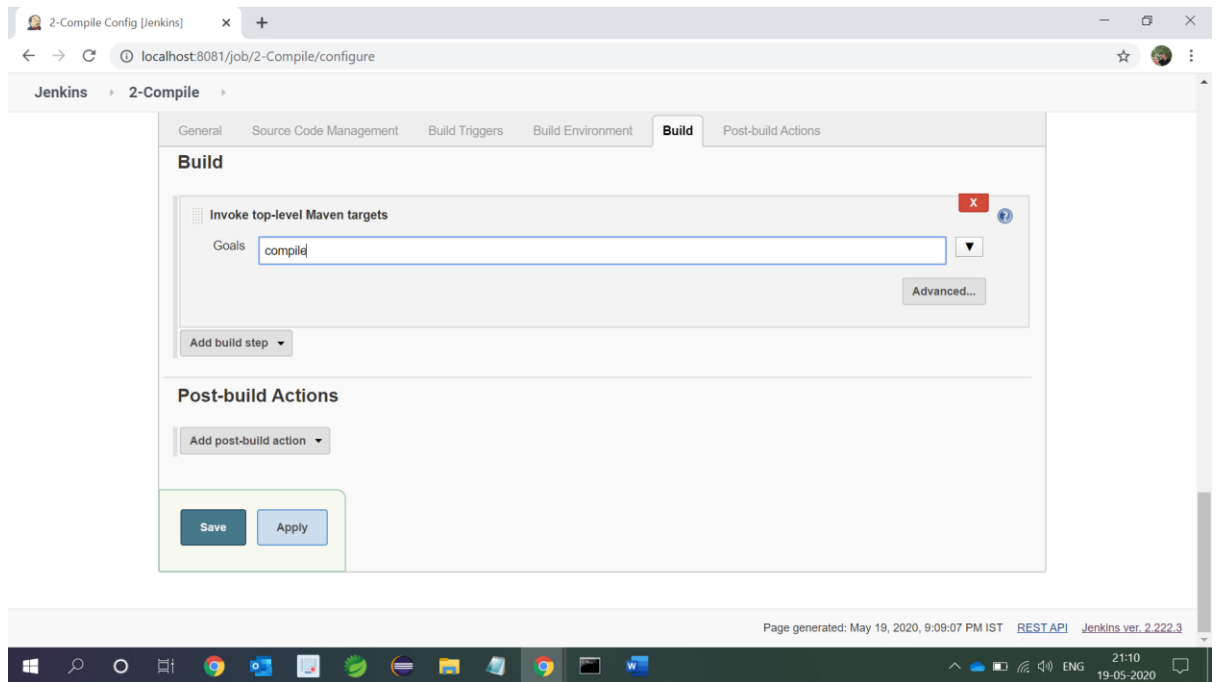 2-Compile Config [Jenkins]
localhost:8081/job/2-Compile/configure
Jenkins 2-Compile
General Source Code Management Build Triggers Build Environment Build Post-build Actions
Build
X
Invoke top-level Maven targets
Goals compile
Advanced...
Add build step
Post-build Actions
Add post-build action
Save Apply
Page generated: May 19, 2020, 9:09:07 PM IST REST API Jenkins ver. 2.222.3
ENG 21:10
19-05-2020